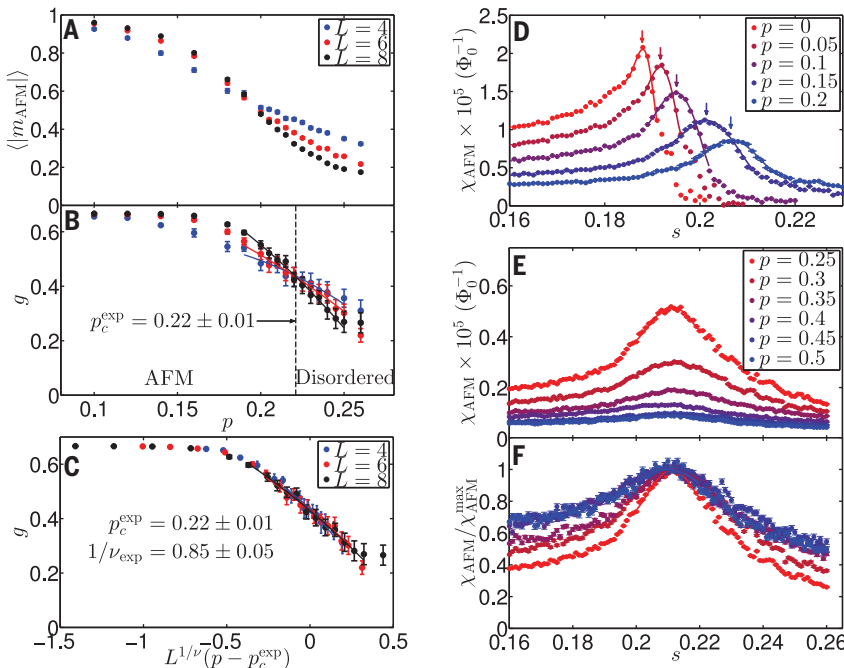 A
⟨|m_AFM|⟩
1
0.8
0.6
0.4
0.2
0
L = 4
L = 6
L = 8
B
g
0.6
0.4
0.2
0
p_c^exp = 0.22 ± 0.01
AFM
Disordered
0.1
0.15
0.2
0.25
p
C
g
0.6
0.4
0.2
0
L = 4
L = 6
L = 8
p_c^exp = 0.22 ± 0.01
1/ν_exp = 0.85 ± 0.05
−1.5
−1
−0.5
0
0.5
L^{1/ν}(p − p_c^exp)
D
χ_AFM × 10^5 (Φ_0^{-1})
2.5
2
1.5
1
0.5
0
p = 0
p = 0.05
p = 0.1
p = 0.15
p = 0.2
0.16
0.18
0.2
0.22
s
E
χ_AFM × 10^5 (Φ_0^{-1})
0.6
0.4
0.2
0
p = 0.25
p = 0.3
p = 0.35
p = 0.4
p = 0.45
p = 0.5
F
χ_AFM/χ_AFM^max
1
0.8
0.6
0.4
0.2
0
0.16
0.18
0.2
0.22
0.24
0.26
s